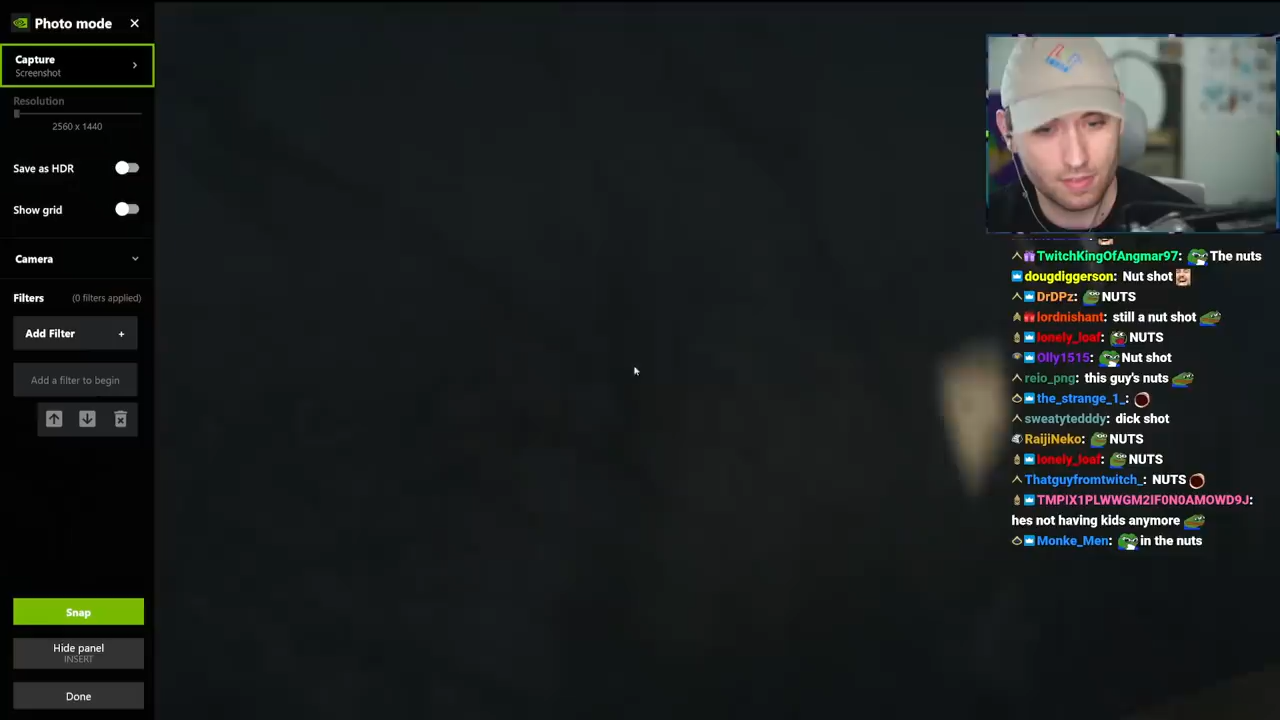 Photo mode
Capture
Screenshot
Resolution
2560 x 1440
Save as HDR
Show grid
Camera
Filters (0 filters applied)
Add Filter +
Add a filter to begin
Snap
Hide panel
INSERT
Done
TwitchKingOfAngmar97: The nuts
dougdiggerson: Nut shot
DrDPz: NUTS
lordnishant: still a nut shot
lonely_loaf: NUTS
Olly1515: Nut shot
reio_png: this guy's nuts
the_strange_1_:
sweatytedddy: dick shot
RaijiNeko: NUTS
lonely_loaf: NUTS
Thatguyfromtwitch_: NUTS
TMPIX1PLWWGM2IF0N0AMOWD9J:
hes not having kids anymore
Monke_Men: in the nuts